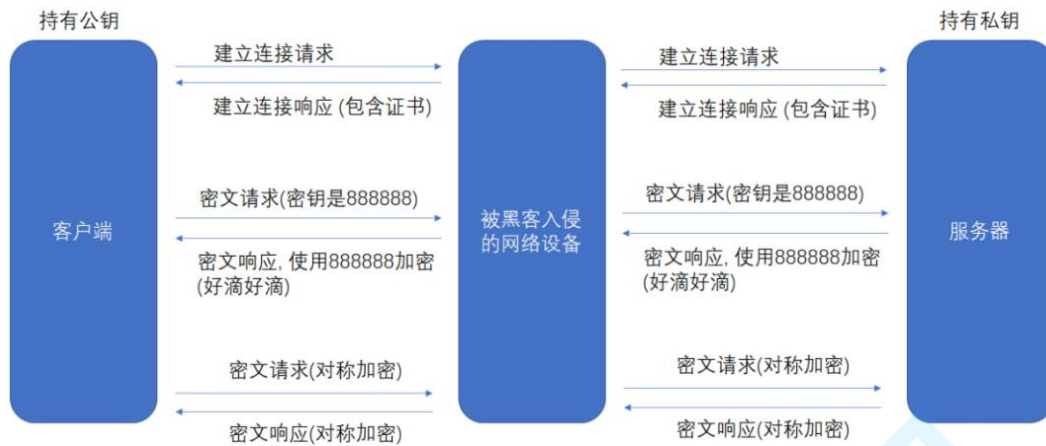 持有公钥
持有私钥
建立连接请求
建立连接请求
建立连接响应 (包含证书)
建立连接响应 (包含证书)
密文请求(密钥是888888)
密文请求(密钥是888888)
客户端
被黑客入侵
的网络设备
服务器
密文响应, 使用888888加密
(好滴好滴)
密文响应, 使用888888加密
(好滴好滴)
密文请求(对称加密)
密文请求(对称加密)
密文响应(对称加密)
密文响应(对称加密)